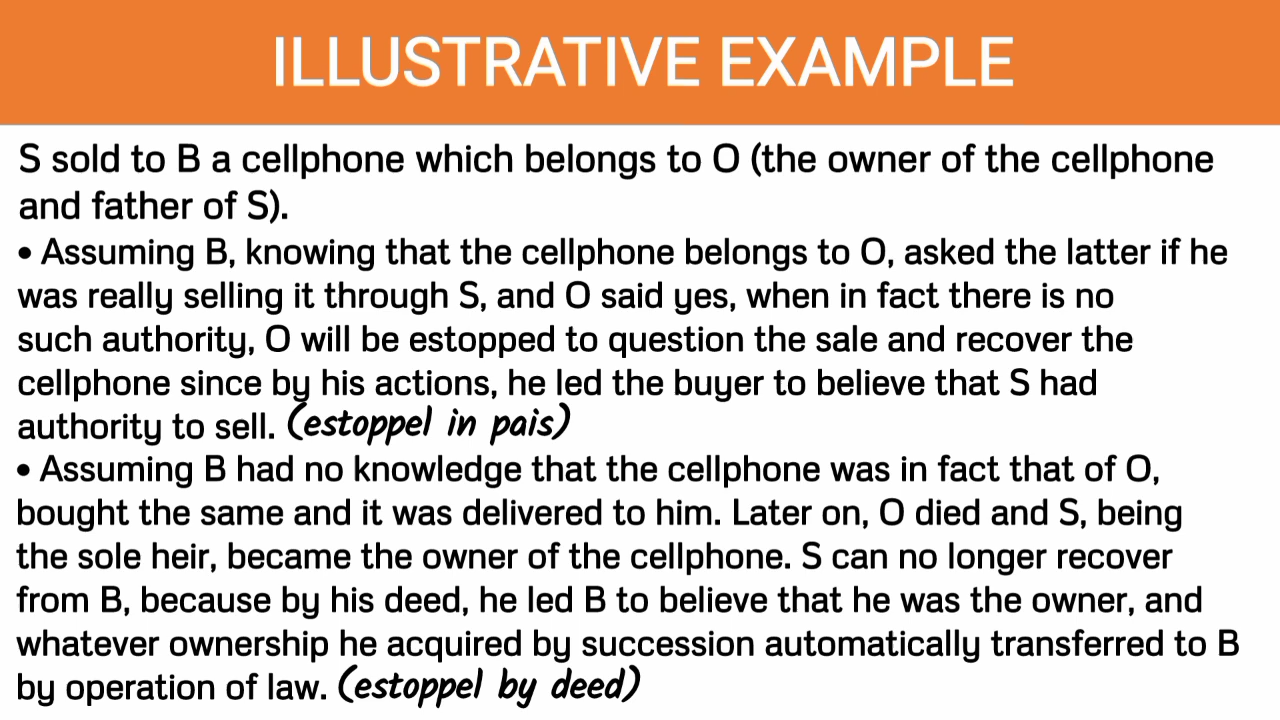 ILLUSTRATIVE EXAMPLE
S sold to B a cellphone which belongs to O (the owner of the cellphone
and father of S).
• Assuming B, knowing that the cellphone belongs to O, asked the latter if he
was really selling it through S, and O said yes, when in fact there is no
such authority, O will be estopped to question the sale and recover the
cellphone since by his actions, he led the buyer to believe that S had
authority to sell. (estoppel in pais)
• Assuming B had no knowledge that the cellphone was in fact that of O,
bought the same and it was delivered to him. Later on, O died and S, being
the sole heir, became the owner of the cellphone. S can no longer recover
from B, because by his deed, he led B to believe that he was the owner, and
whatever ownership he acquired by succession automatically transferred to B
by operation of law. (estoppel by deed)